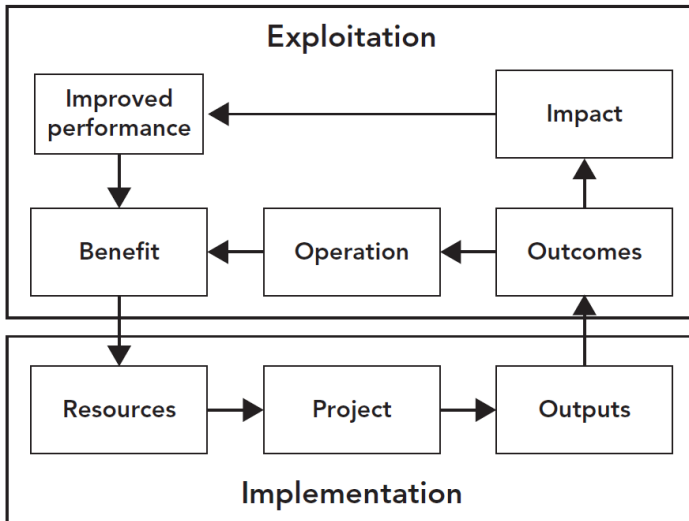 Exploitation
Improved
performance
Impact
Benefit
Operation
Outcomes
Resources
Project
Outputs
Implementation